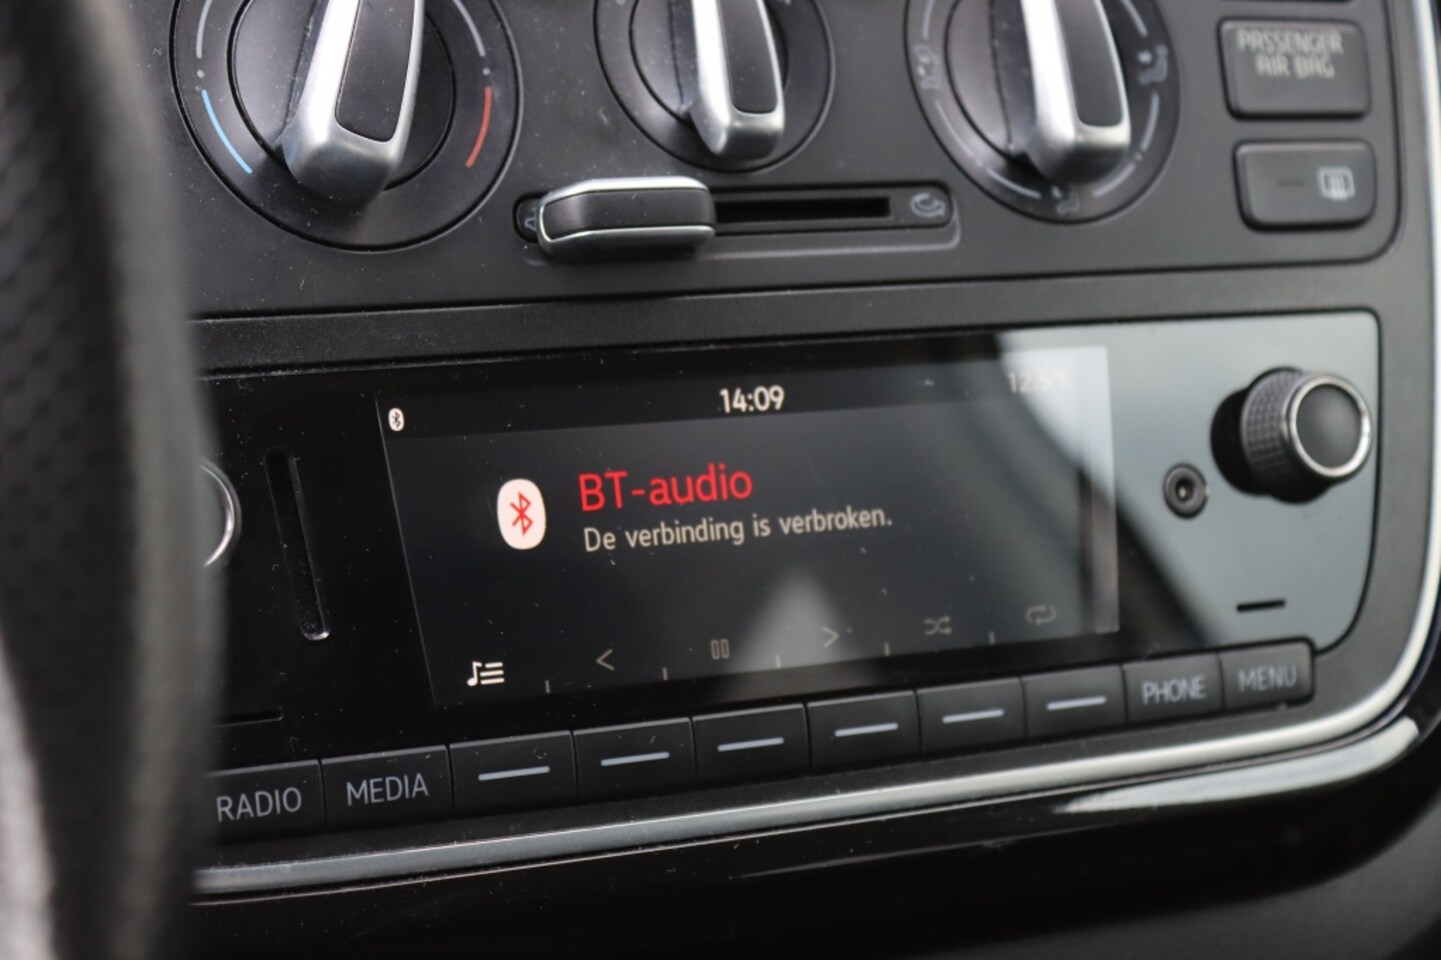 PASSENGER
AIR BAG
14:09
BT-audio
De verbinding is verbroken.
RADIO
MEDIA
PHONE
MENU